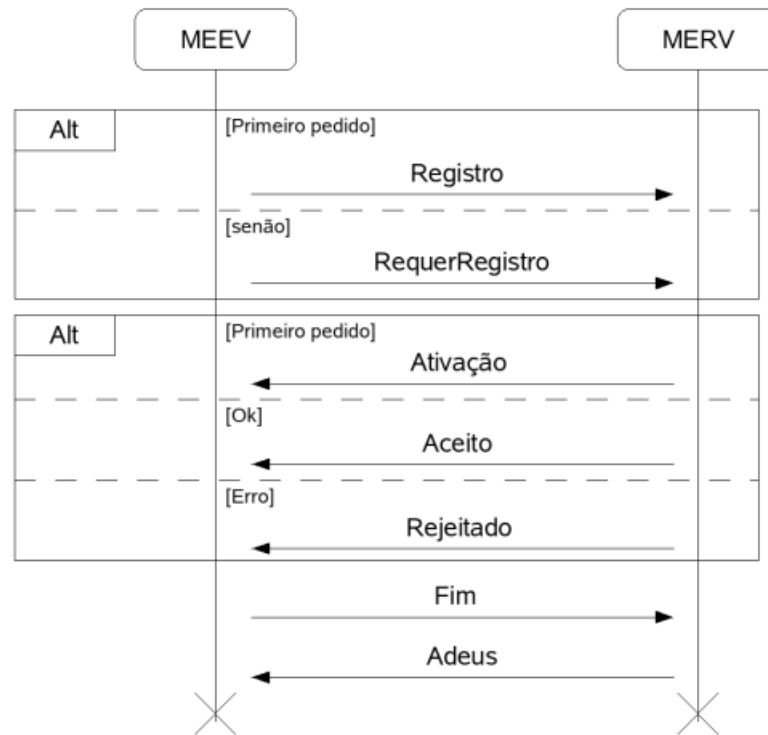 MEEV
MERV
Alt
[Primeiro pedido]
Registro
[senão]
RequerRegistro
Alt
[Primeiro pedido]
Ativação
[Ok]
Aceito
[Erro]
Rejeitado
Fim
Adeus